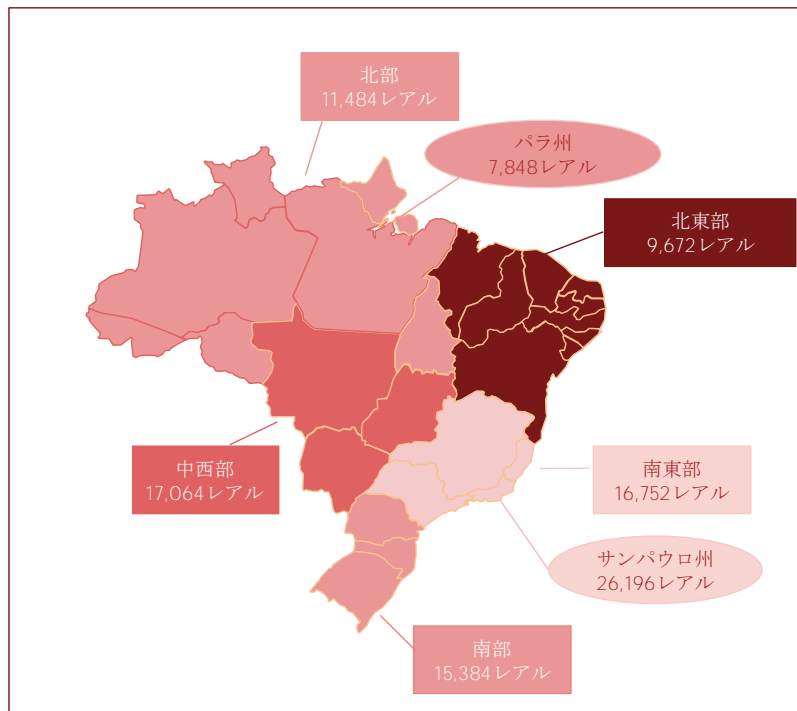 北部
11,484レアル
パラ州
7,848レアル
北東部
9,672レアル
中西部
17,064レアル
南東部
16,752レアル
サンパウロ州
26,196レアル
南部
15,384レアル